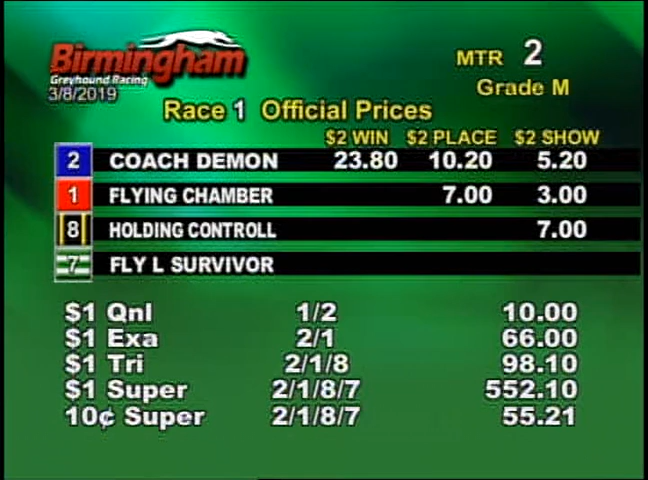 Birmingham
Greyhound Racing
3/8/2019
MTR 2
Grade M
Race 1 Official Prices
$2 WIN $2 PLACE $2 SHOW
2 COACH DEMON 23.80 10.20 5.20
1 FLYING CHAMBER 7.00 3.00
8 HOLDING CONTROLL 7.00
7 FLY L SURVIVOR
$1 Qnl 1/2 10.00
$1 Exa 2/1 66.00
$1 Tri 2/1/8 98.10
$1 Super 2/1/8/7 552.10
10¢ Super 2/1/8/7 55.21